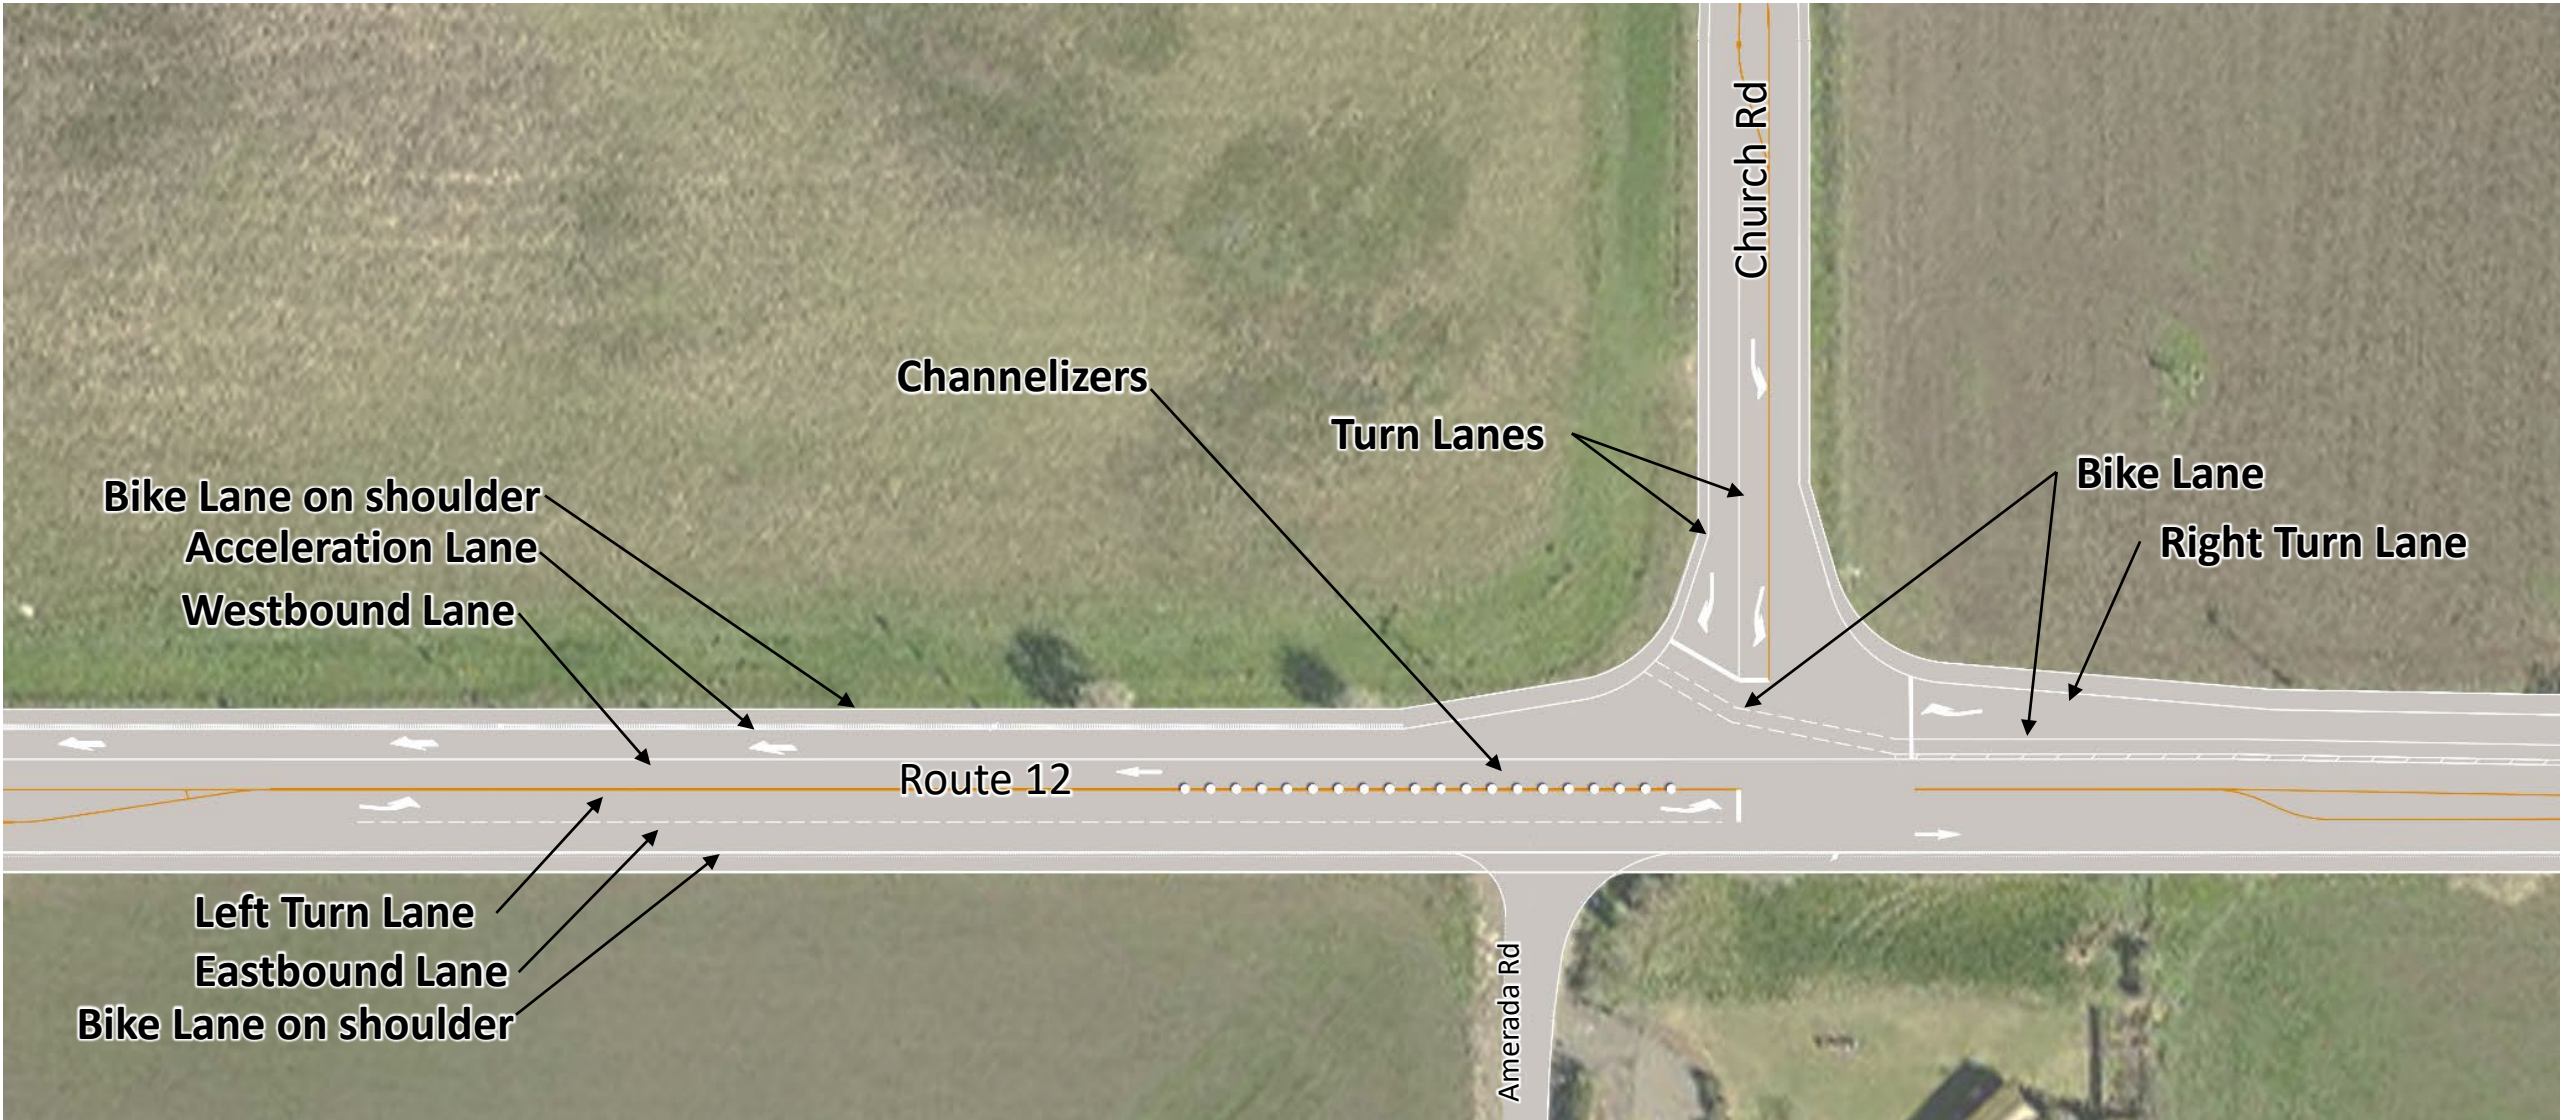 Church Rd
Channelizers
Turn Lanes
Bike Lane
Bike Lane on shoulder
Right Turn Lane
Acceleration Lane
Westbound Lane
Route 12
Left Turn Lane
Eastbound Lane
Bike Lane on shoulder
Amerada Rd